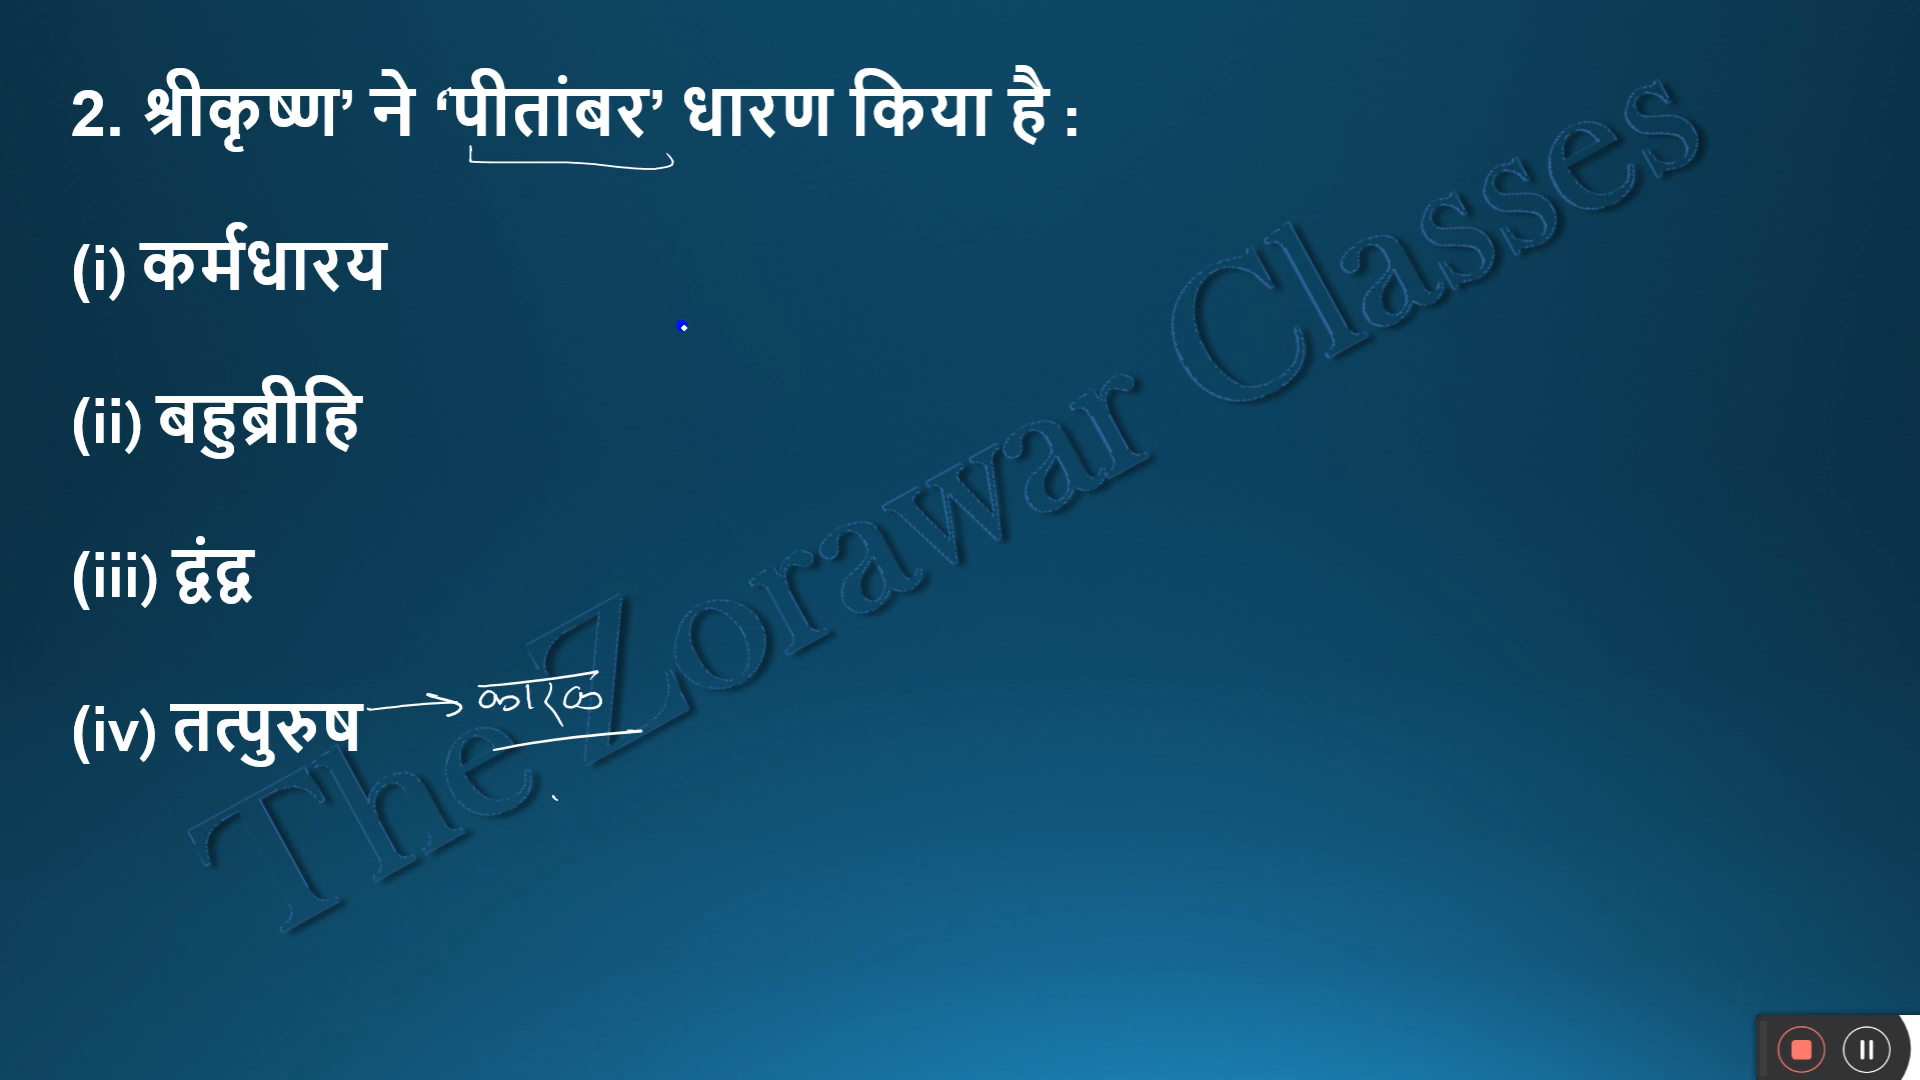 2. श्रीकृष्ण’ ने ‘पीतांबर’ धारण किया है :
(i) कर्मधारय
(ii) बहुब्रीहि
(iii) द्वंद्व
(iv) तत्पुरुष → कारक
The Zorawar Classes